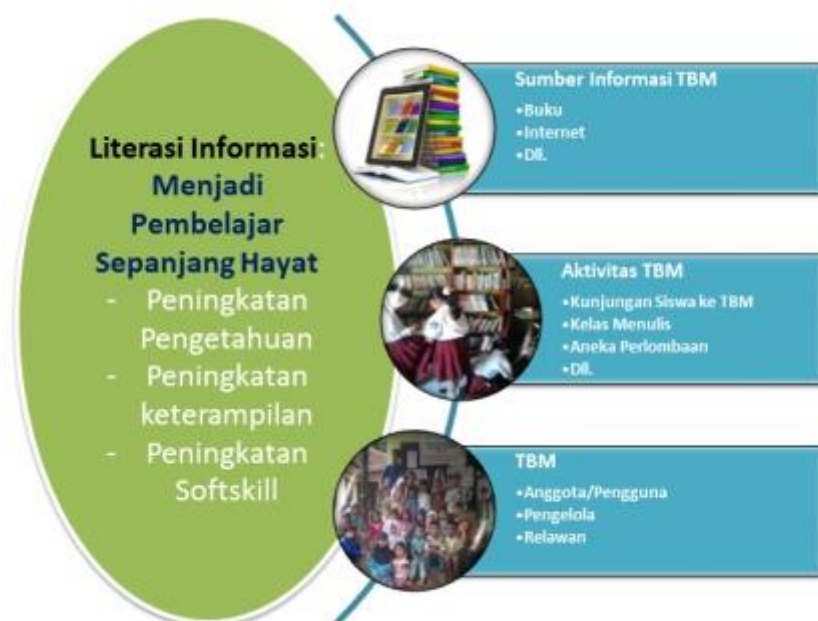 Literasi Informasi:
Menjadi
Pembelajar
Sepanjang Hayat
- Peningkatan
Pengetahuan
- Peningkatan
keterampilan
- Peningkatan
Softskill
Sumber Informasi TBM
•Buku
•Internet
•Dll.
Aktivitas TBM
•Kunjungan Siswa ke TBM
•Kelas Menulis
•Aneka Perlombaan
•Dll.
TBM
•Anggota/Pengguna
•Pengelola
•Relawan